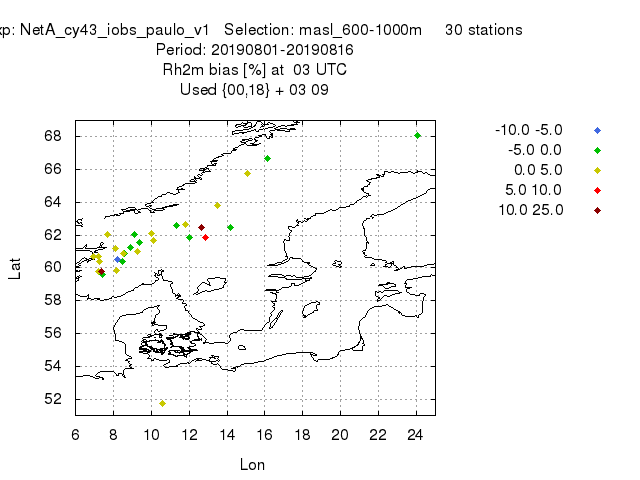 xp: NetA_cy43_iobs_paulo_v1 Selection: masl_600-1000m 30 stations
Period: 20190801-20190816
Rh2m bias [%] at 03 UTC
Used {00,18} + 03 09
-10.0 -5.0
-5.0 0.0
0.0 5.0
5.0 10.0
10.0 25.0
68
66
64
62
60
58
56
54
52
Lat
6 8 10 12 14 16 18 20 22 24
Lon